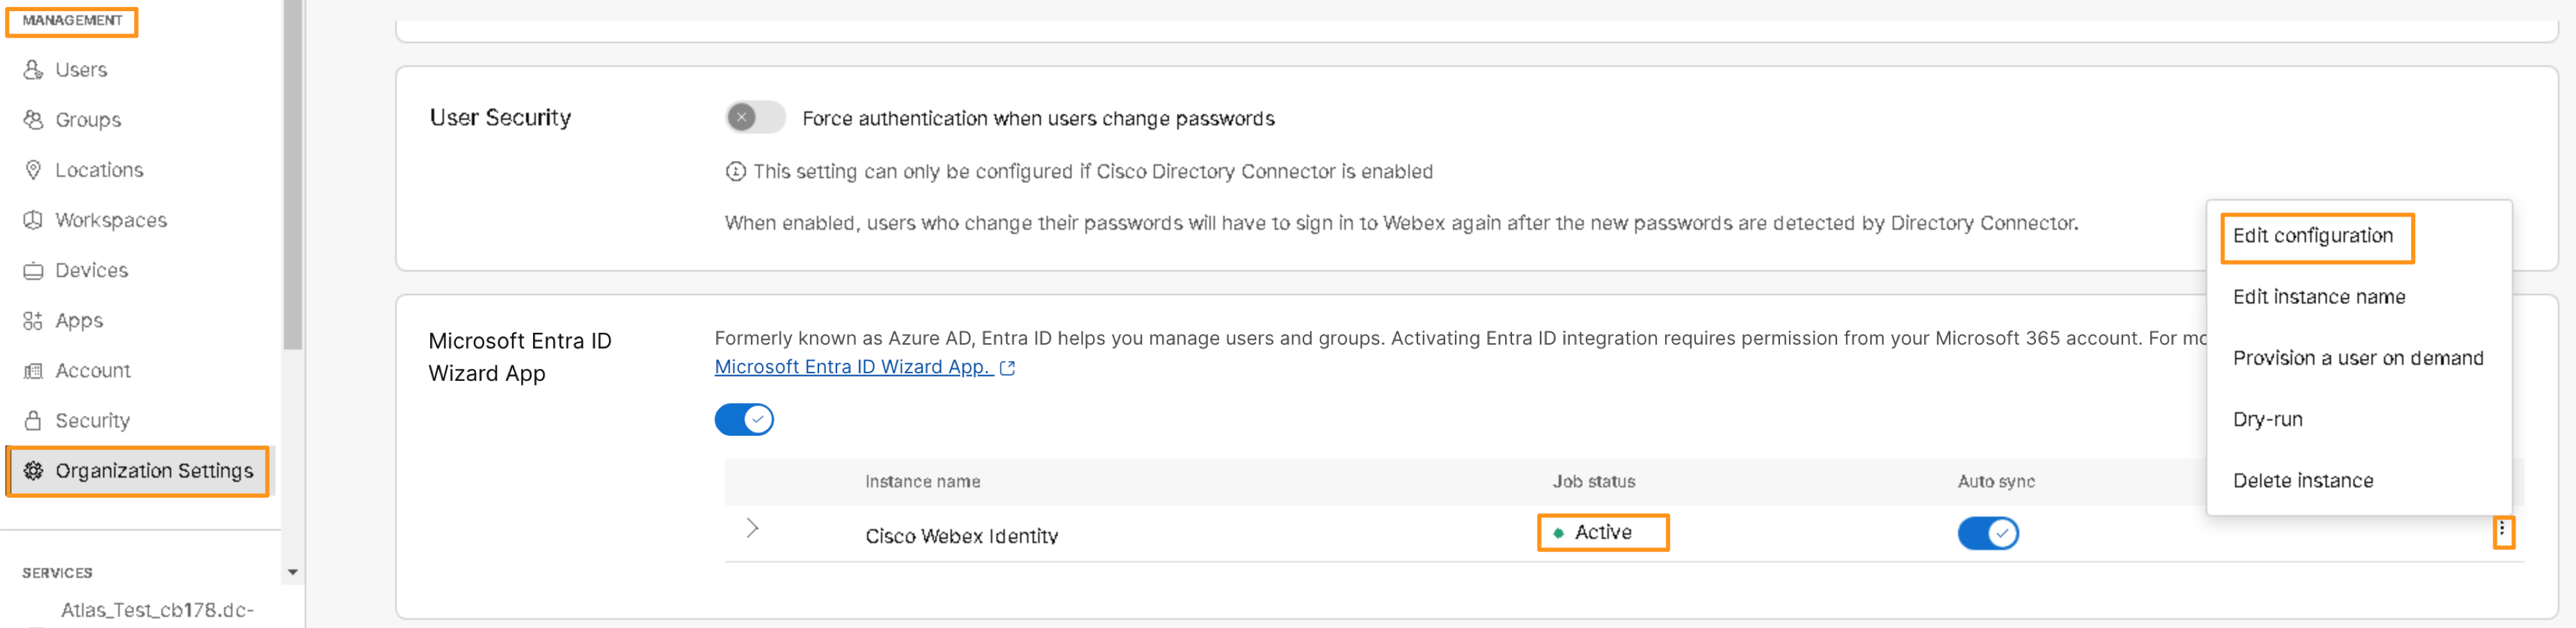 MANAGEMENT
Users
Groups
Locations
Workspaces
Devices
Apps
Account
Security
Organization Settings
SERVICES
Atlas_Test_cb178.dc-
User Security
Force authentication when users change passwords
This setting can only be configured if Cisco Directory Connector is enabled
When enabled, users who change their passwords will have to sign in to Webex again after the new passwords are detected by Directory Connector.
Microsoft Entra ID
Wizard App
Formerly known as Azure AD, Entra ID helps you manage users and groups. Activating Entra ID integration requires permission from your Microsoft 365 account. For mo
Microsoft Entra ID Wizard App.
Instance name
Job status
Auto sync
Cisco Webex Identity
Active
Edit configuration
Edit instance name
Provision a user on demand
Dry-run
Delete instance